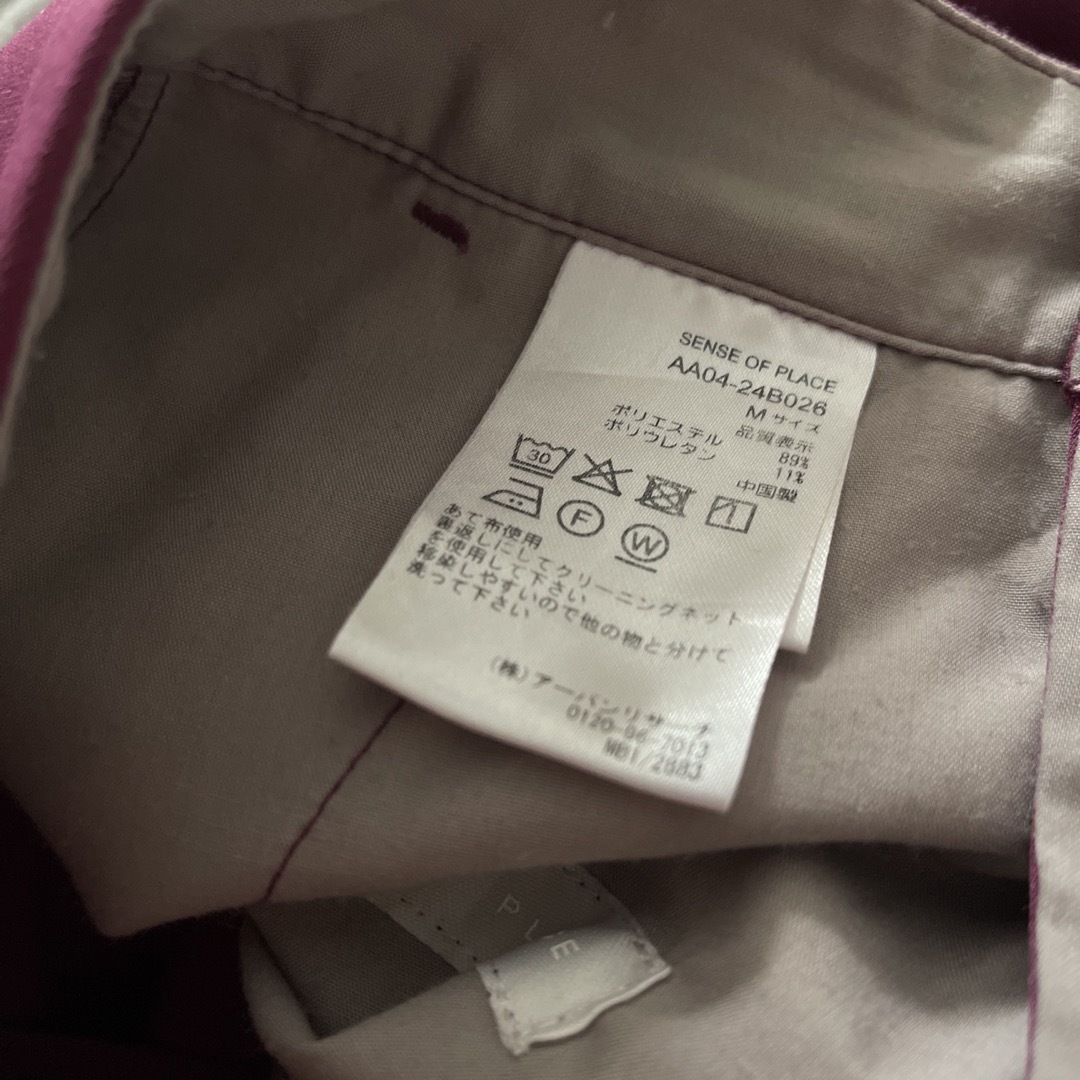 SENSE OF PLACE
AA04-24B026
M サイズ
品質表示
ポリエステル 89%
ポリウレタン 11%
中国製
30
F
W
あて布使用
裏返しにしてクリーニングネット
を使用して下さい
移染しやすいので他の物と分けて
洗って下さい
(株)アーバンリサーチ
MBT/2883